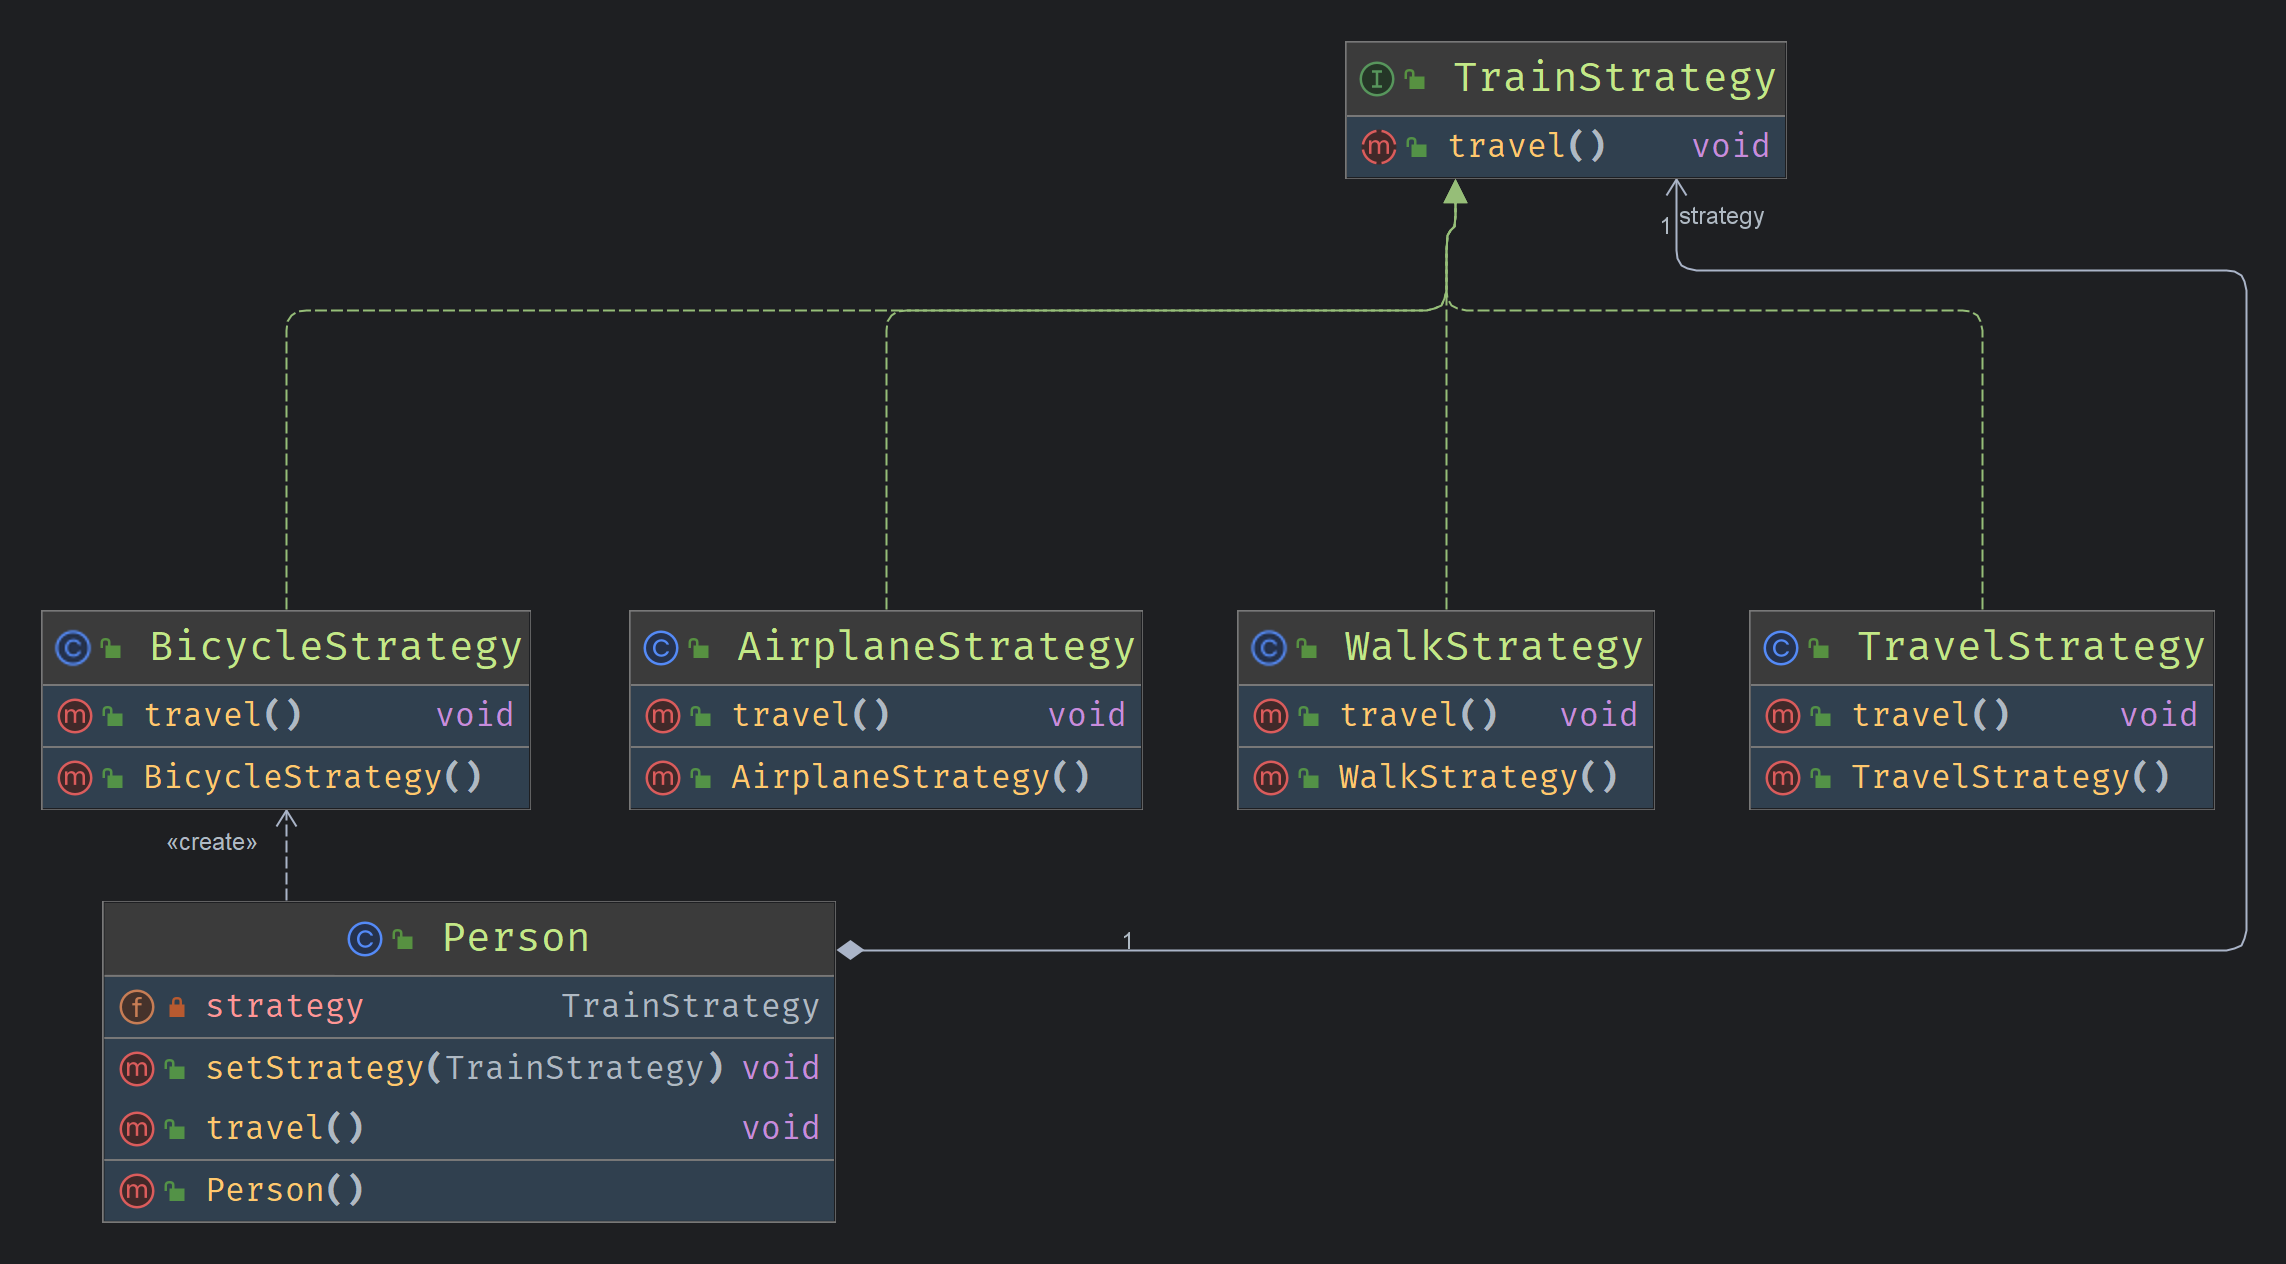 I TrainStrategy
m travel() void
1 strategy
C BicycleStrategy
m travel() void
m BicycleStrategy()
C AirplaneStrategy
m travel() void
m AirplaneStrategy()
C WalkStrategy
m travel() void
m WalkStrategy()
C TravelStrategy
m travel() void
m TravelStrategy()
«create»
C Person
1
f strategy TrainStrategy
m setStrategy(TrainStrategy) void
m travel() void
m Person()